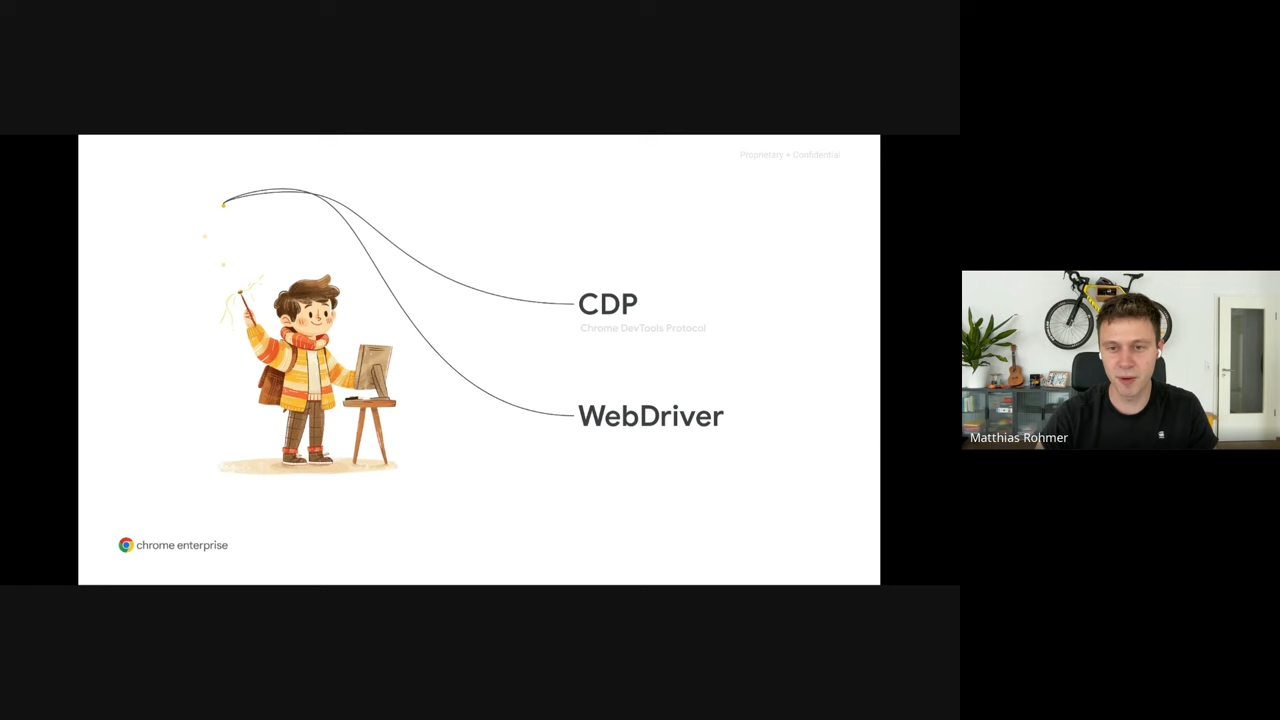 Proprietary + Confidential
CDP
Chrome DevTools Protocol
WebDriver
chrome enterprise
Matthias Rohmer